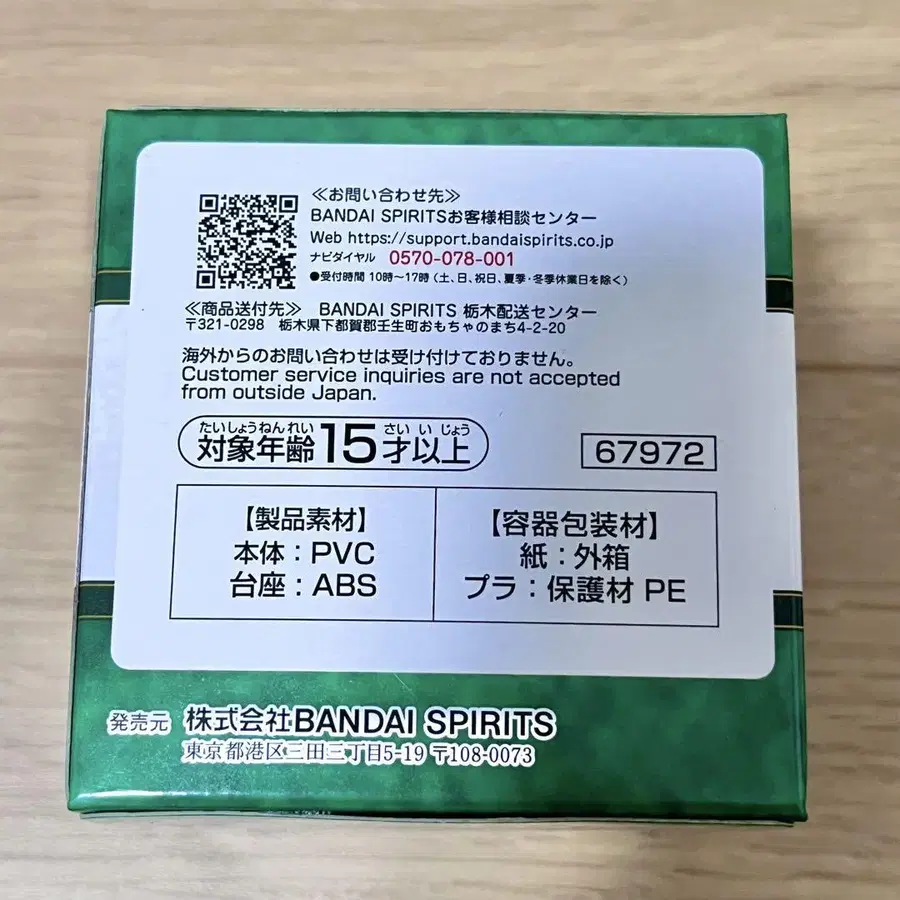 ≪お問い合わせ先≫
BANDAI SPIRITSお客様相談センター
Web https://support.bandaispirits.co.jp
ナビダイヤル 0570-078-001
●受付時間 10時〜17時（土、日、祝日、夏季・冬季休業日を除く）
≪商品送付先≫ BANDAI SPIRITS 栃木配送センター
〒321-0298 栃木県下都賀郡壬生町おもちゃのまち4-2-20
海外からのお問い合わせは受け付けておりません。
Customer service inquiries are not accepted
from outside Japan.
たいしょうねんれい さい い じょう
対象年齢15才以上
67972
【製品素材】
本体：PVC
台座：ABS
【容器包装材】
紙：外箱
プラ：保護材 PE
発売元 株式会社BANDAI SPIRITS
東京都港区三田三丁目5-19 〒108-0073